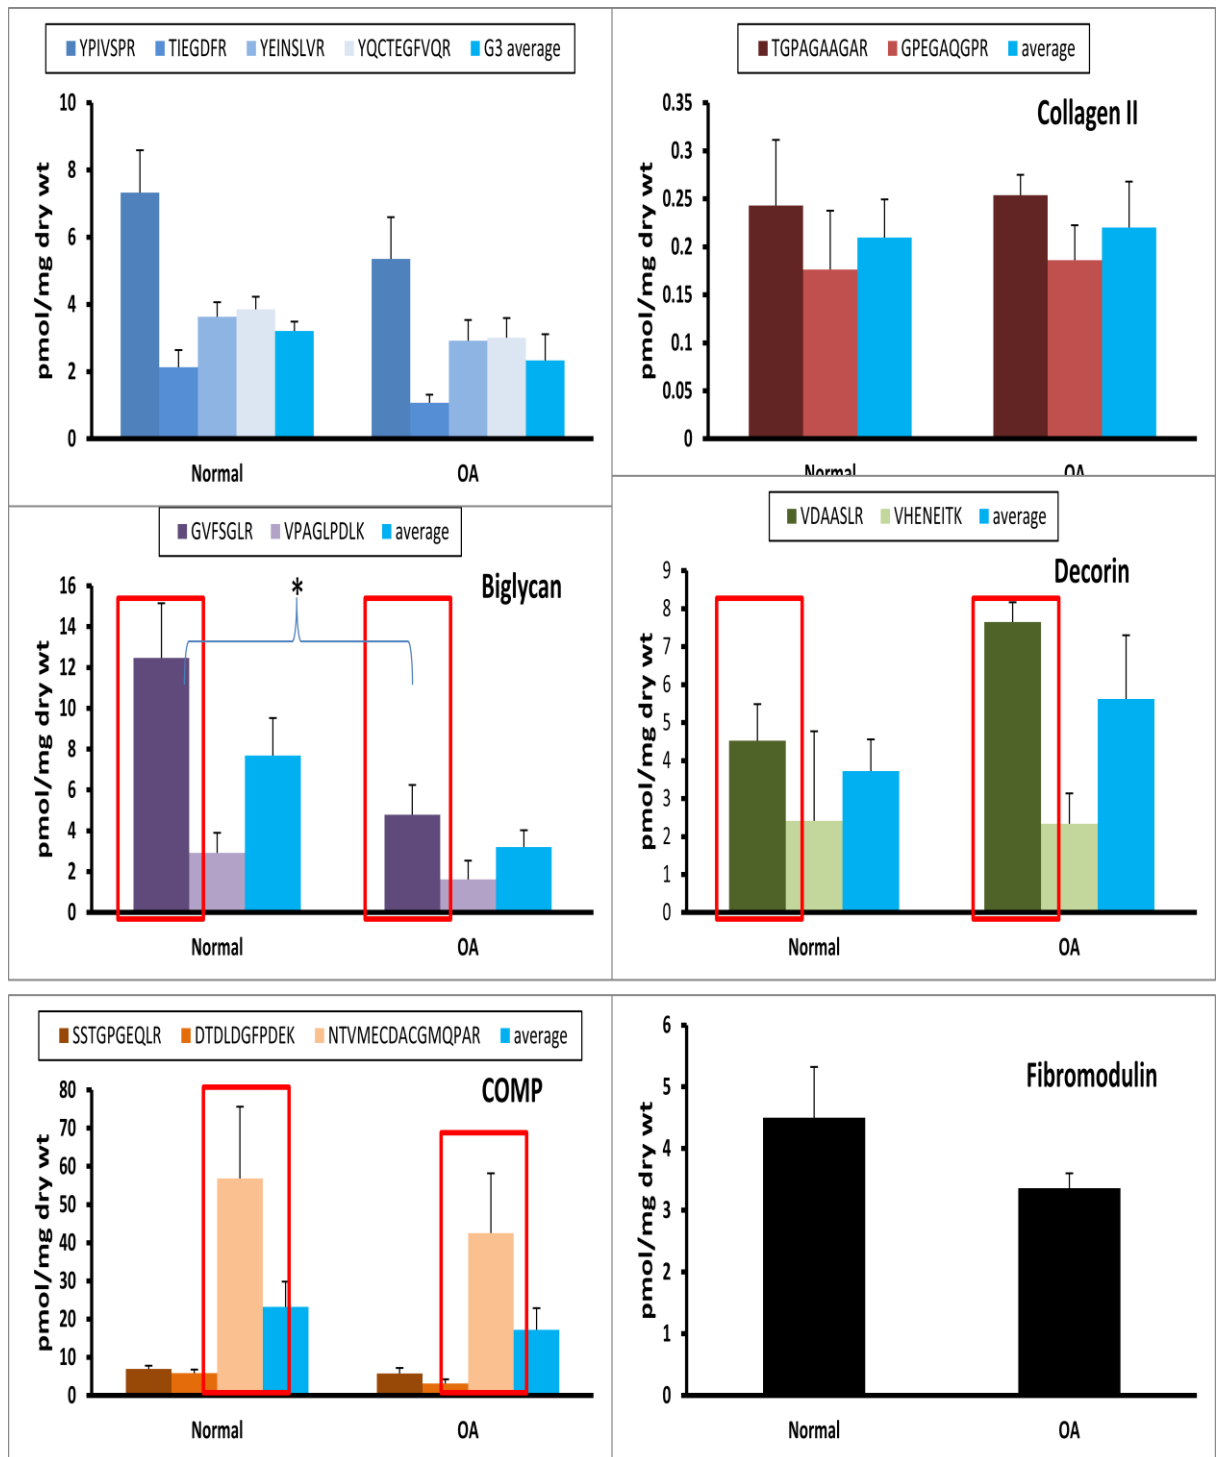 YPIVSPR TIEGDFR YEINSLVR YQCTEGFVQR G3 average
pmol/mg dry wt
10
8
6
4
2
0
Normal OA
TGPAGAAGAR GPEGAQGPR average
Collagen II
pmol/mg dry wt
0.35
0.3
0.25
0.2
0.15
0.1
0.05
0
Normal OA
GVFSGLR VPAGLPDLK average
Biglycan
*
pmol/mg dry wt
16
14
12
10
8
6
4
2
0
Normal OA
VDAASLR VHENEITK average
Decorin
pmol/mg dry wt
9
8
7
6
5
4
3
2
1
0
Normal OA
SSTGPGEQLR DTDLDGFPDEK NTVMECDACGMQPAR average
COMP
pmol/mg dry wt
80
70
60
50
40
30
20
10
0
Normal OA
Fibromodulin
pmol/mg dry wt
6
5
4
3
2
1
0
Normal OA